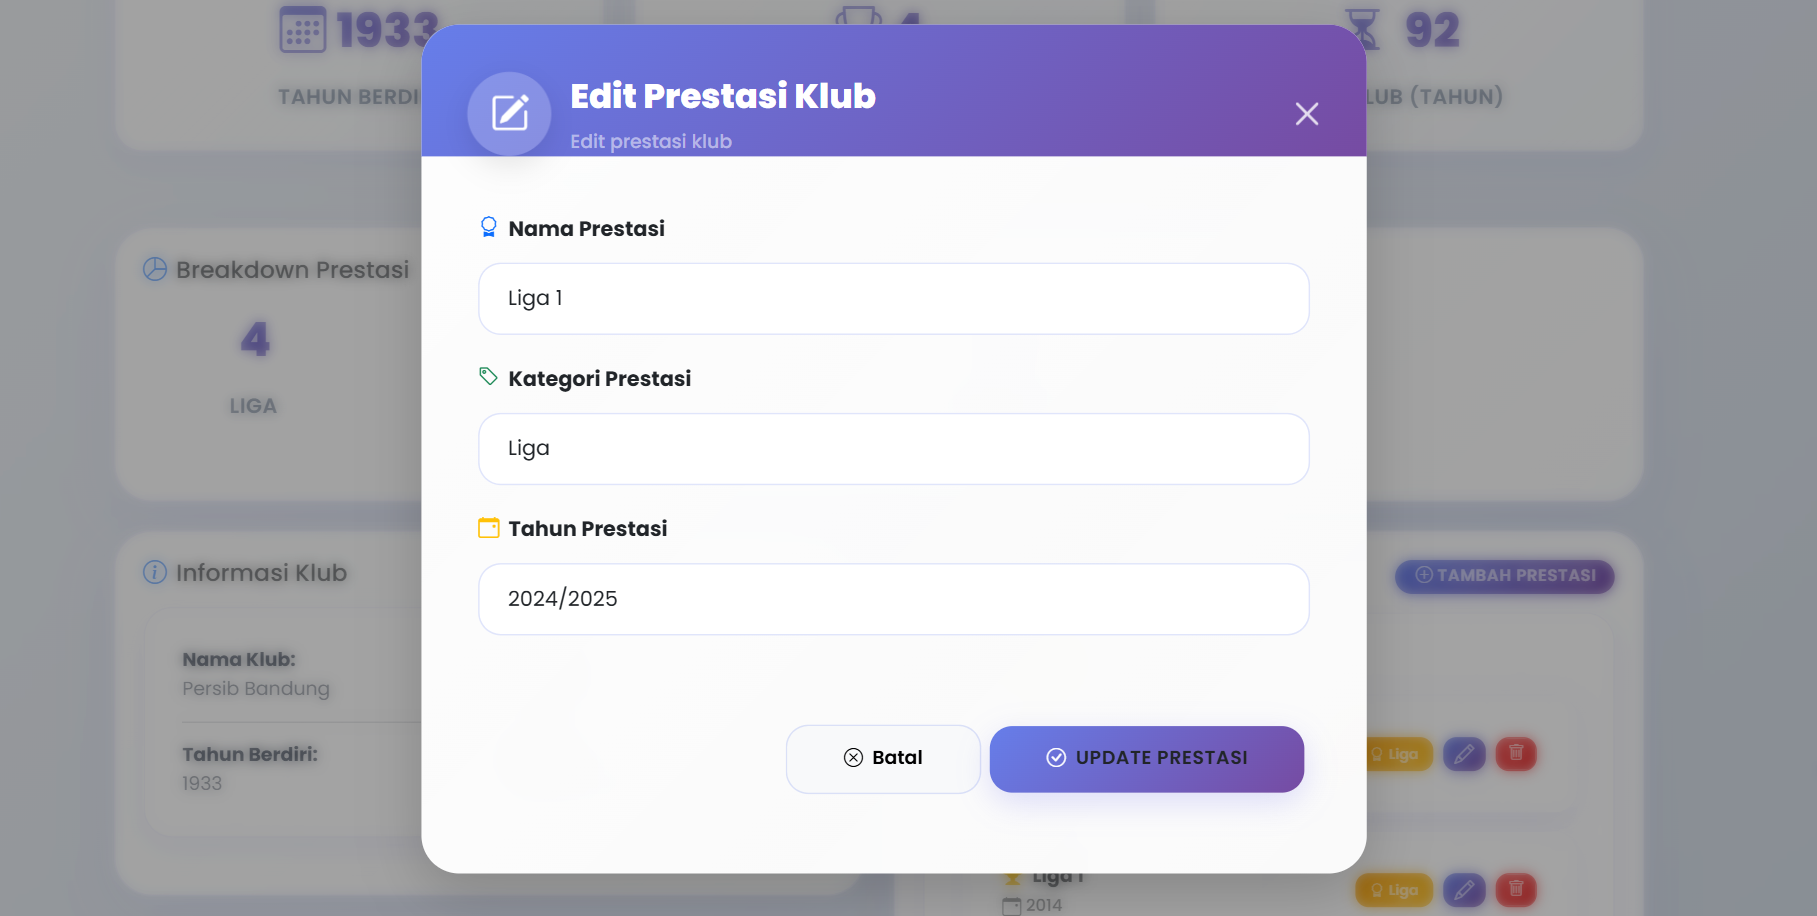 1933
4
92
TAHUN BERDI
LUB (TAHUN)
Edit Prestasi Klub
Edit prestasi klub
Nama Prestasi
Liga 1
Kategori Prestasi
Liga
Tahun Prestasi
2024/2025
Batal
UPDATE PRESTASI
Breakdown Prestasi
4
LIGA
Informasi Klub
Nama Klub:
Persib Bandung
Tahun Berdiri:
1933
TAMBAH PRESTASI
Liga
Liga 1
2014
Liga